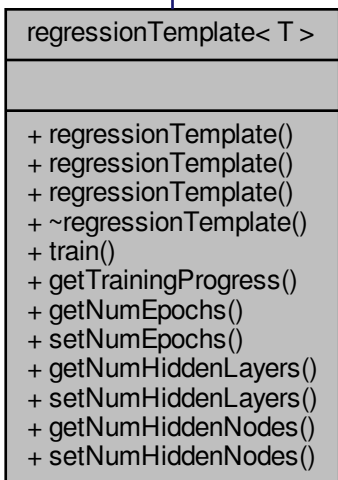 regressionTemplate< T >
+ regressionTemplate()
+ regressionTemplate()
+ regressionTemplate()
+ ~regressionTemplate()
+ train()
+ getTrainingProgress()
+ getNumEpochs()
+ setNumEpochs()
+ getNumHiddenLayers()
+ setNumHiddenLayers()
+ getNumHiddenNodes()
+ setNumHiddenNodes()